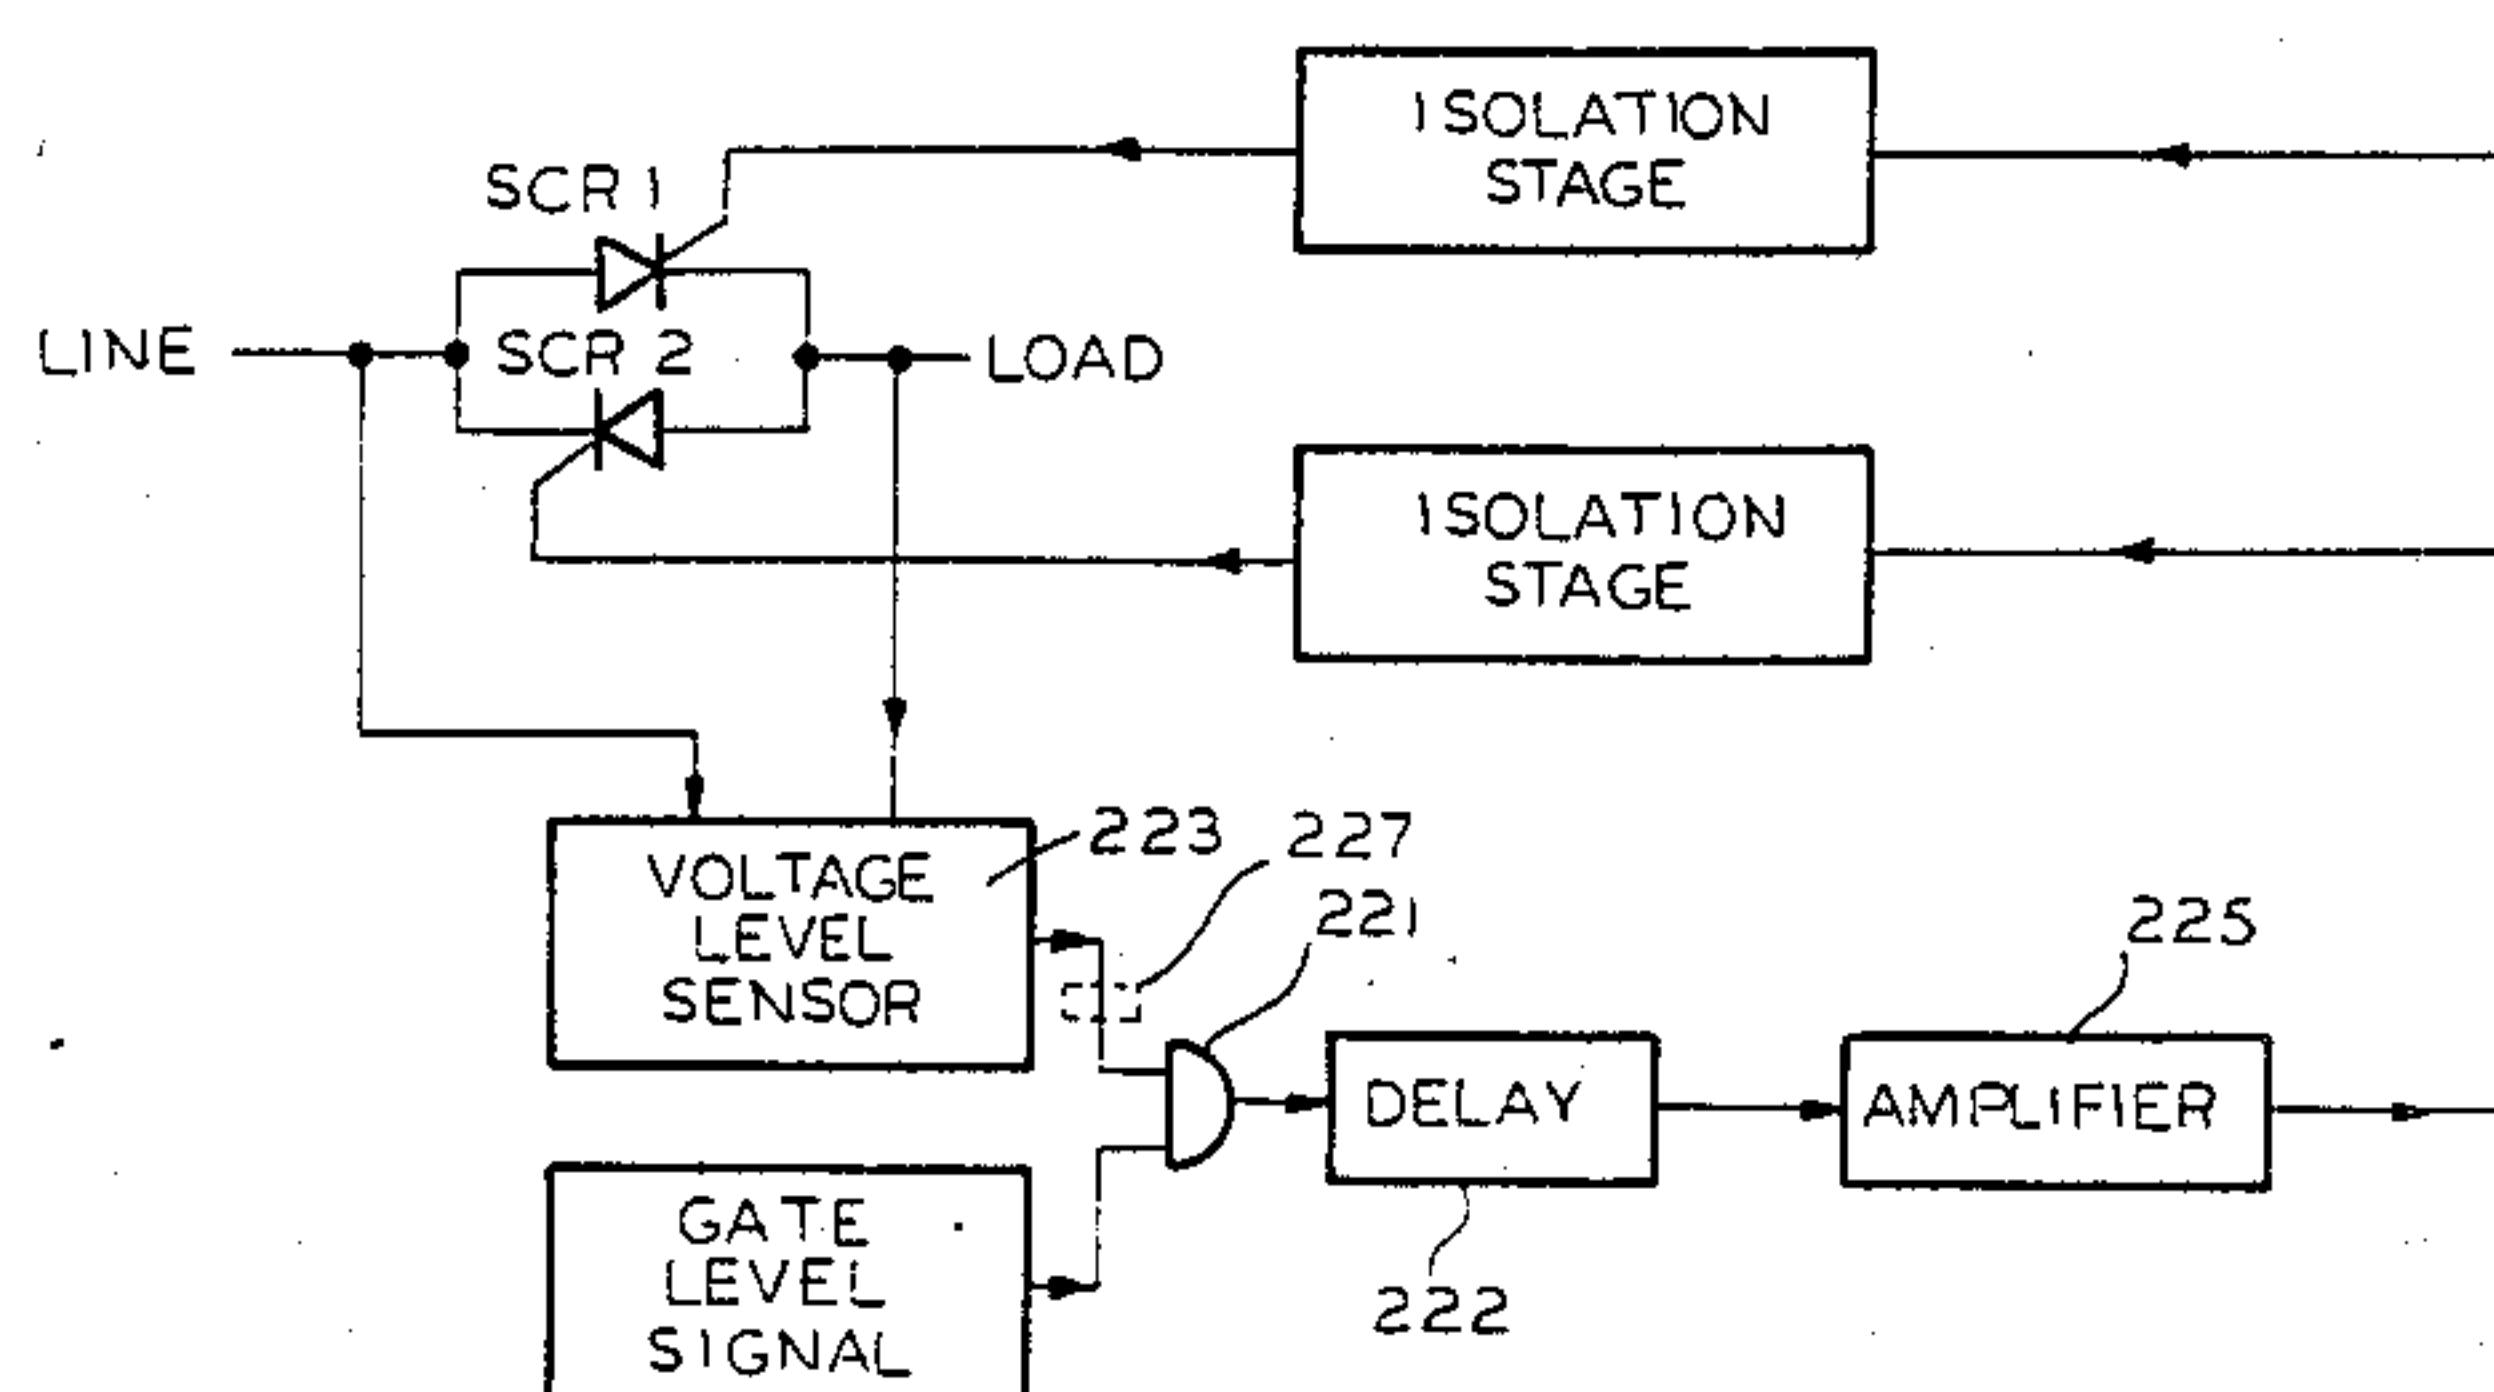 ISOLATION
STAGE
SCR 1
LINE
SCR 2
LOAD
ISOLATION
STAGE
223
227
VOLTAGE
LEVEL
SENSOR
221
225
DELAY
AMPLIFIER
GATE
LEVEL
SIGNAL
222